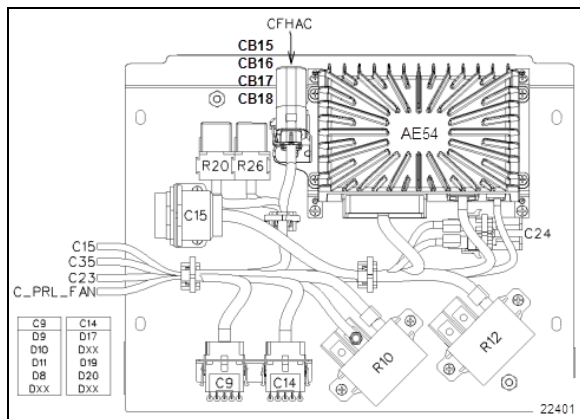 CFHAC
CB15
CB16
CB17
CB18
AE54
R20
R26
C15
C24
C15
C35
C23
C_PRL_FAN
C9 C14
D9 D17
D10 DXX
D11 D19
D8 D20
DXX DXX
C9
C14
R10
R12
22401